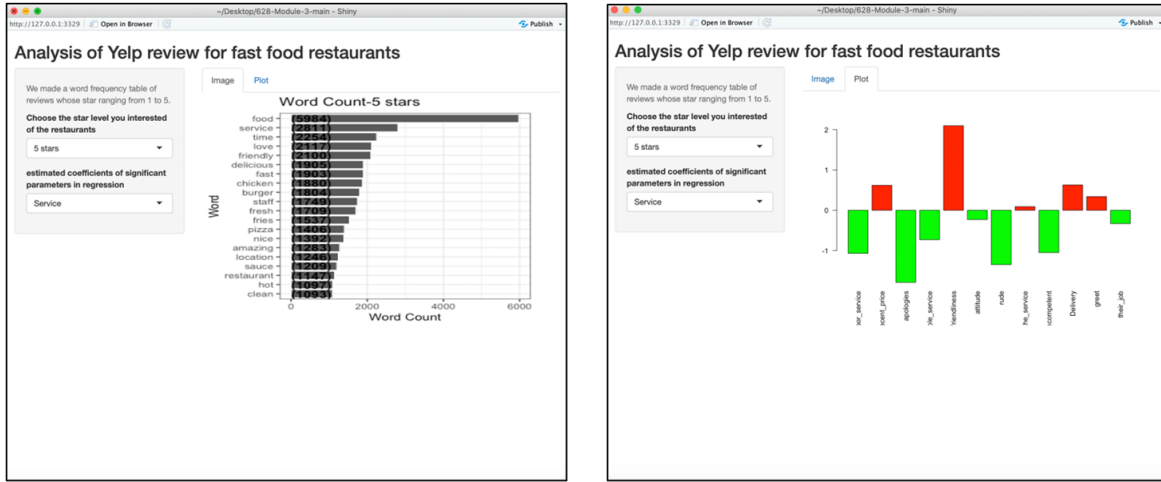 ~/Desktop/628-Module-3-main - Shiny
http://127.0.0.1:3329 Open in Browser Publish
Analysis of Yelp review for fast food restaurants
We made a word frequency table of
reviews whose star ranging from 1 to 5.
Choose the star level you interested
of the restaurants
5 stars
estimated coefficients of significant
parameters in regression
Service
Image Plot
Word Count-5 stars
Word
food (5984)
service (2811)
time (2254)
love (2117)
friendly (2100)
delicious (1905)
fast (1903)
chicken (1880)
burger (1804)
staff (1749)
fresh (1709)
fries (1537)
pizza (1406)
nice (1392)
amazing (1283)
location (1246)
sauce (1209)
restaurant (1147)
hot (1097)
clean (1093)
0 2000 4000 6000
Word Count
~/Desktop/628-Module-3-main - Shiny
http://127.0.0.1:3329 Open in Browser Publish
Analysis of Yelp review for fast food restaurants
We made a word frequency table of
reviews whose star ranging from 1 to 5.
Choose the star level you interested
of the restaurants
5 stars
estimated coefficients of significant
parameters in regression
Service
Image Plot
2
1
0
-1
or_service
cent_price
apologies
ble_service
riendliness
attitude
rude
he_service
competent
Delivery
greet
their_job